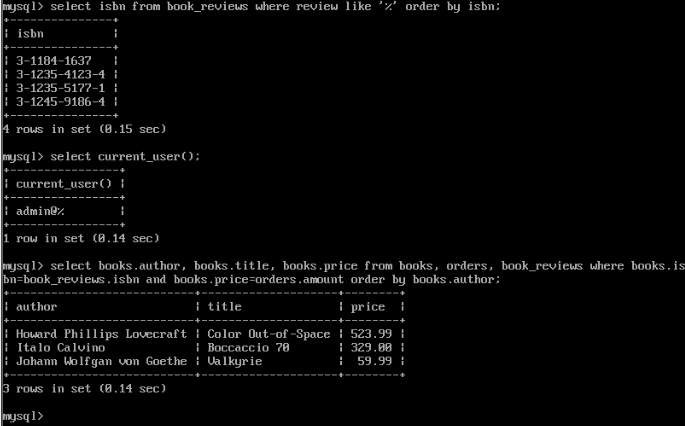 mysql> select isbn from book_reviews where review like '%' order by isbn;
+---------------+
| isbn          |
+---------------+
| 3-1184-1637   |
| 3-1235-4123-4 |
| 3-1235-5177-1 |
| 3-1245-9186-4 |
+---------------+
4 rows in set (0.15 sec)
mysql> select current_user();
+----------------+
| current_user() |
+----------------+
| admin@%        |
+----------------+
1 row in set (0.14 sec)
mysql> select books.author, books.title, books.price from books, orders, book_reviews where books.is
bn=book_reviews.isbn and books.price=orders.amount order by books.author;
+---------------------------+--------------------+--------+
| author                    | title              | price  |
+---------------------------+--------------------+--------+
| Howard Phillips Lovecraft | Color Out-of-Space | 523.99 |
| Italo Calvino             | Boccaccio 70       | 329.00 |
| Johann Wolfgan von Goethe | Valkyrie           |  59.99 |
+---------------------------+--------------------+--------+
3 rows in set (0.14 sec)
mysql>